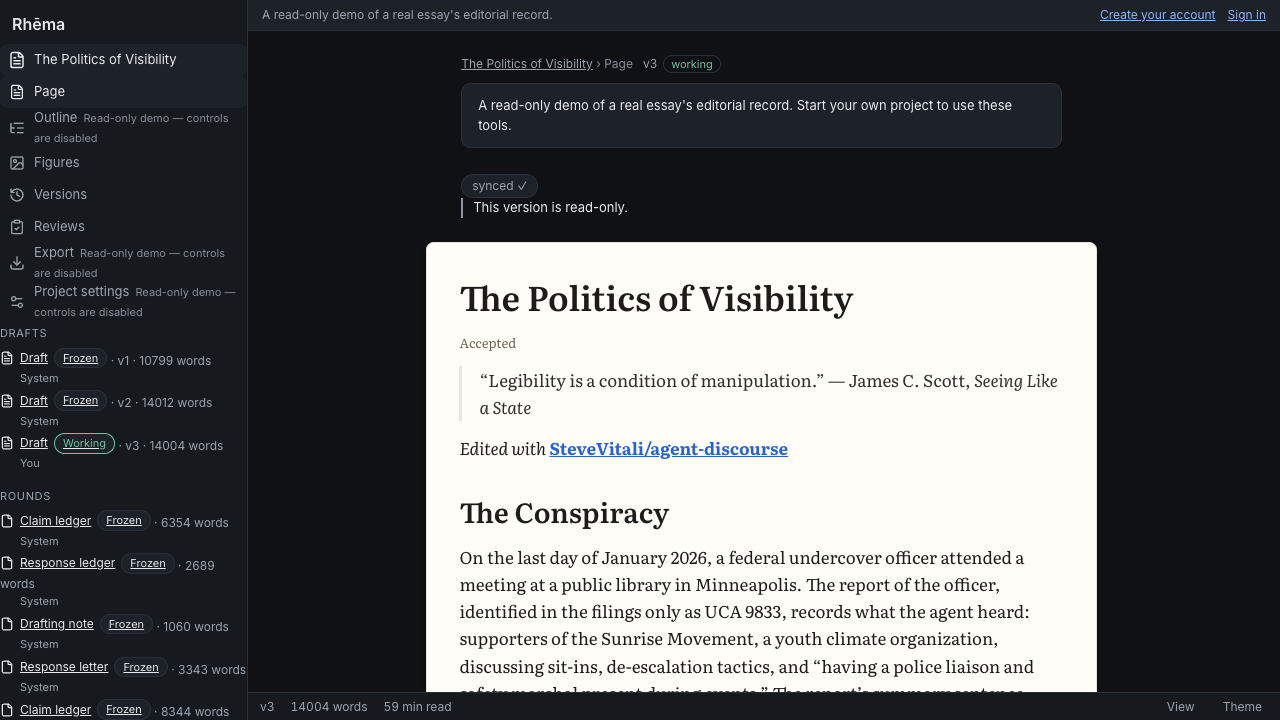 Rhēma
The Politics of Visibility
Page
Outline Read-only demo — controls
are disabled
Figures
Versions
Reviews
Export Read-only demo — controls
are disabled
Project settings Read-only demo —
controls are disabled
DRAFTS
Draft Frozen · v1 · 10799 words
System
Draft Frozen · v2 · 14012 words
System
Draft Working · v3 · 14004 words
You
ROUNDS
Claim ledger Frozen · 6354 words
System
Response ledger Frozen · 2689
words
System
Drafting note Frozen · 1060 words
System
Response letter Frozen · 3343 words
System
Claim ledger Frozen · 8344 words
A read-only demo of a real essay's editorial record.
Create your account Sign in
The Politics of Visibility › Page v3 working
A read-only demo of a real essay's editorial record. Start your own project to use these
tools.
synced ✓
This version is read-only.
The Politics of Visibility
Accepted
“Legibility is a condition of manipulation.” — James C. Scott, Seeing Like
a State
Edited with SteveVitali/agent-discourse
The Conspiracy
On the last day of January 2026, a federal undercover officer attended a
meeting at a public library in Minneapolis. The report of the officer,
identified in the filings only as UCA 9833, records what the agent heard:
supporters of the Sunrise Movement, a youth climate organization,
discussing sit-ins, de-escalation tactics, and “having a police liaison and
v3 14004 words 59 min read
View Theme